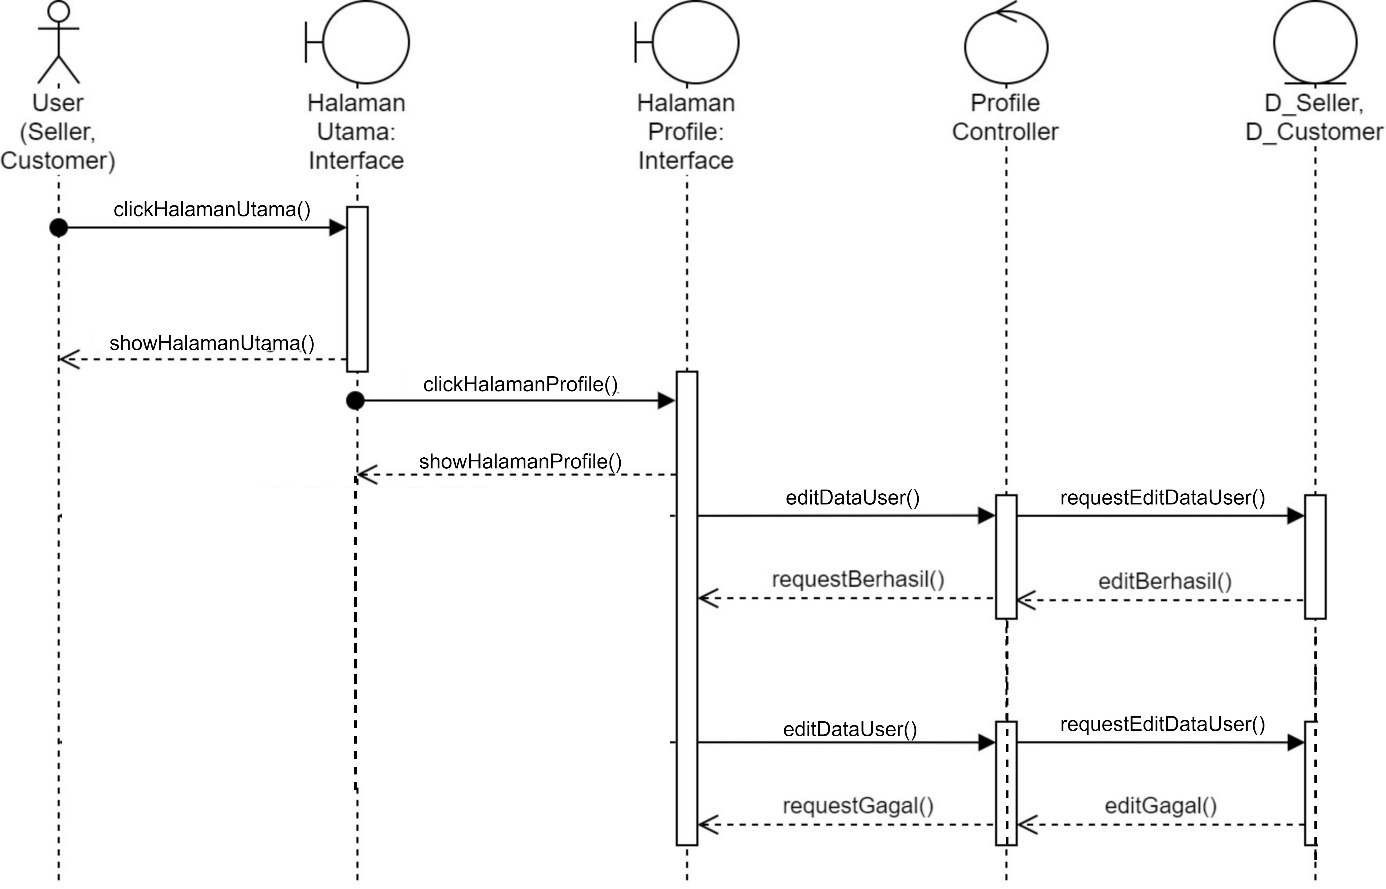 User
(Seller,
Customer)
Halaman
Utama:
Interface
Halaman
Profile:
Interface
Profile
Controller
D_Seller,
D_Customer
clickHalamanUtama()
showHalamanUtama()
clickHalamanProfile()
showHalamanProfile()
editDataUser()
requestEditDataUser()
requestBerhasil()
editBerhasil()
editDataUser()
requestEditDataUser()
requestGagal()
editGagal()